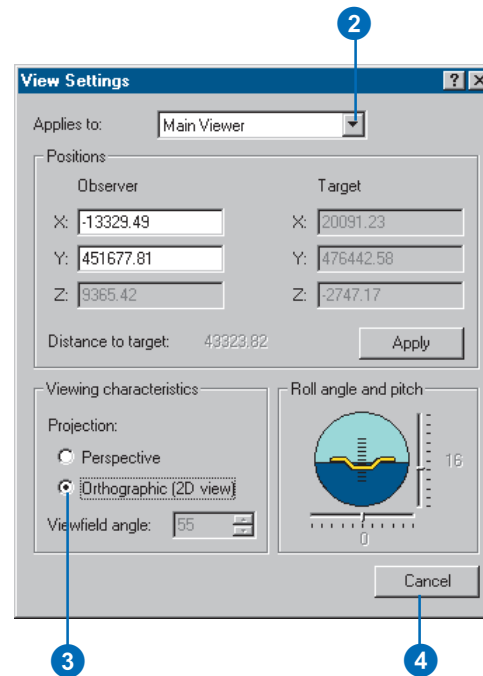 2
View Settings
Applies to: Main Viewer
Positions
Observer Target
X: -13329.49 X: 20091.23
Y: 451677.81 Y: 476442.58
Z: 9365.42 Z: -2747.17
Distance to target: 43323.82 Apply
Viewing characteristics Roll angle and pitch
Projection:
Perspective
16
Orthographic (2D view)
Viewfield angle: 55
0
Cancel
3 4